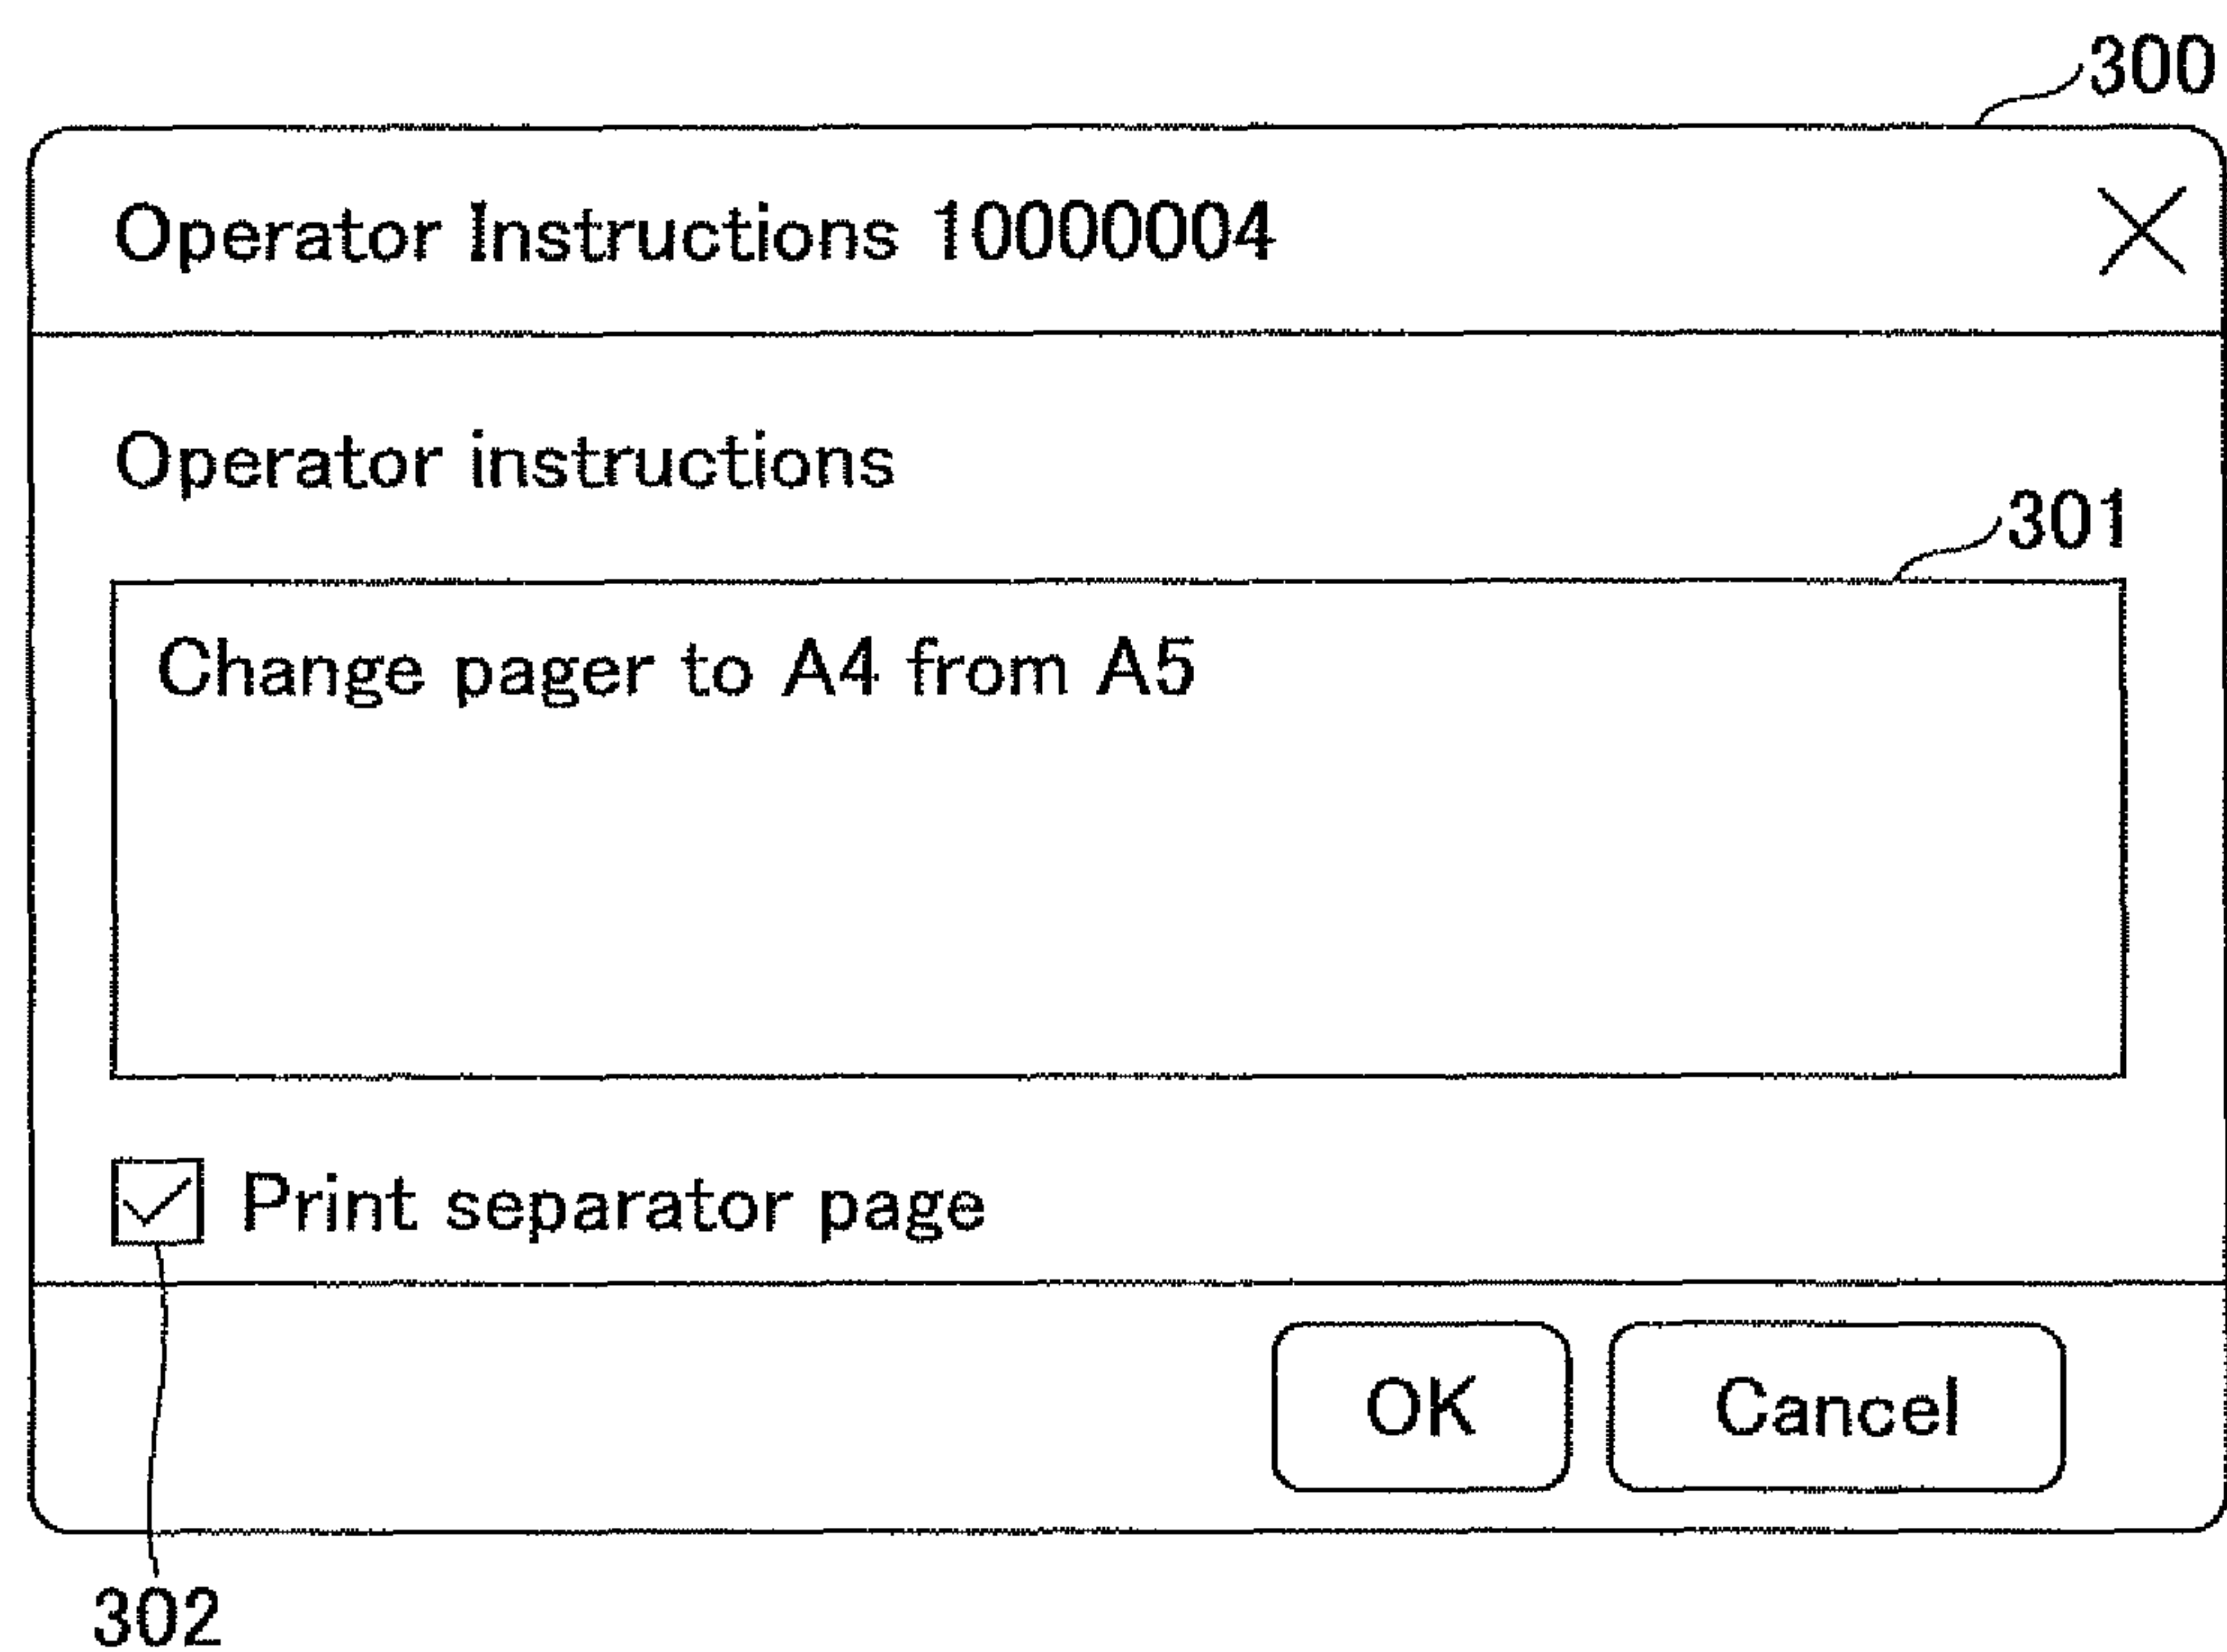 300
Operator Instructions 10000004
Operator instructions
301
Change pager to A4 from A5
Print separator page
OK Cancel
302